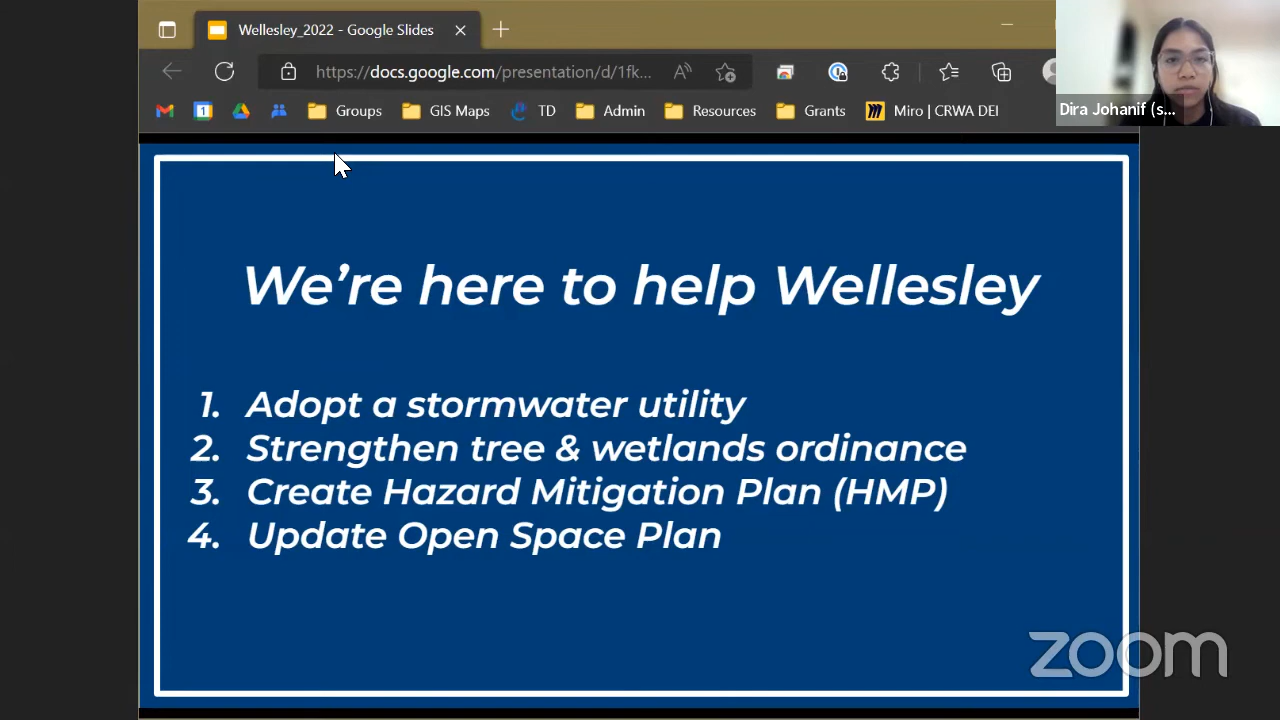 Wellesley_2022 - Google Slides
https://docs.google.com/presentation/d/1fk...
Groups
GIS Maps
TD
Admin
Resources
Grants
Miro | CRWA DEI
Dira Johanif (s...
We're here to help Wellesley
1. Adopt a stormwater utility
2. Strengthen tree & wetlands ordinance
3. Create Hazard Mitigation Plan (HMP)
4. Update Open Space Plan
zoom